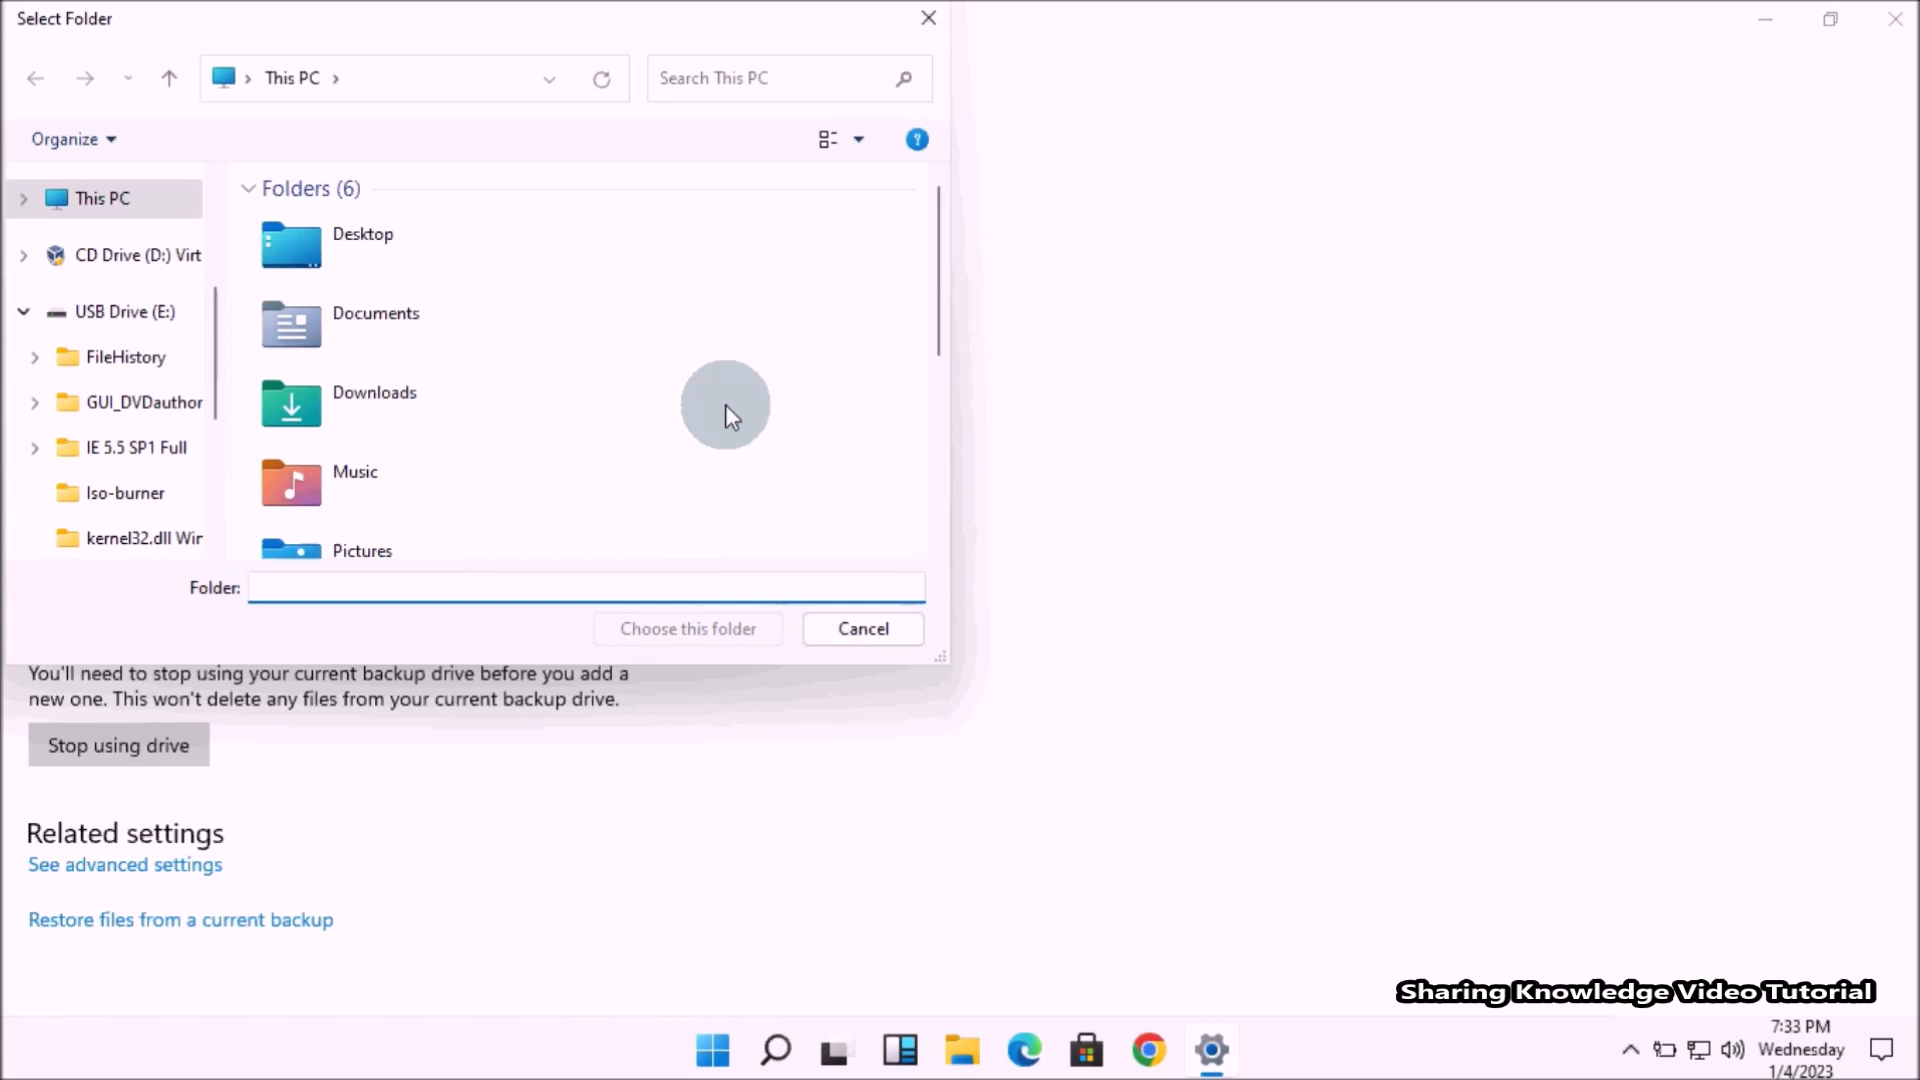 Select Folder
This PC
Search This PC
Organize
This PC
CD Drive (D:) Virt
USB Drive (E:)
FileHistory
GUI_DVDauthor
IE 5.5 SP1 Full
Iso-burner
kernel32.dll Wir
Folders (6)
Desktop
Documents
Downloads
Music
Pictures
Folder:
Choose this folder
Cancel
You'll need to stop using your current backup drive before you add a
new one. This won't delete any files from your current backup drive.
Stop using drive
Related settings
See advanced settings
Restore files from a current backup
Sharing Knowledge Video Tutorial
7:33 PM
Wednesday
1/4/2023